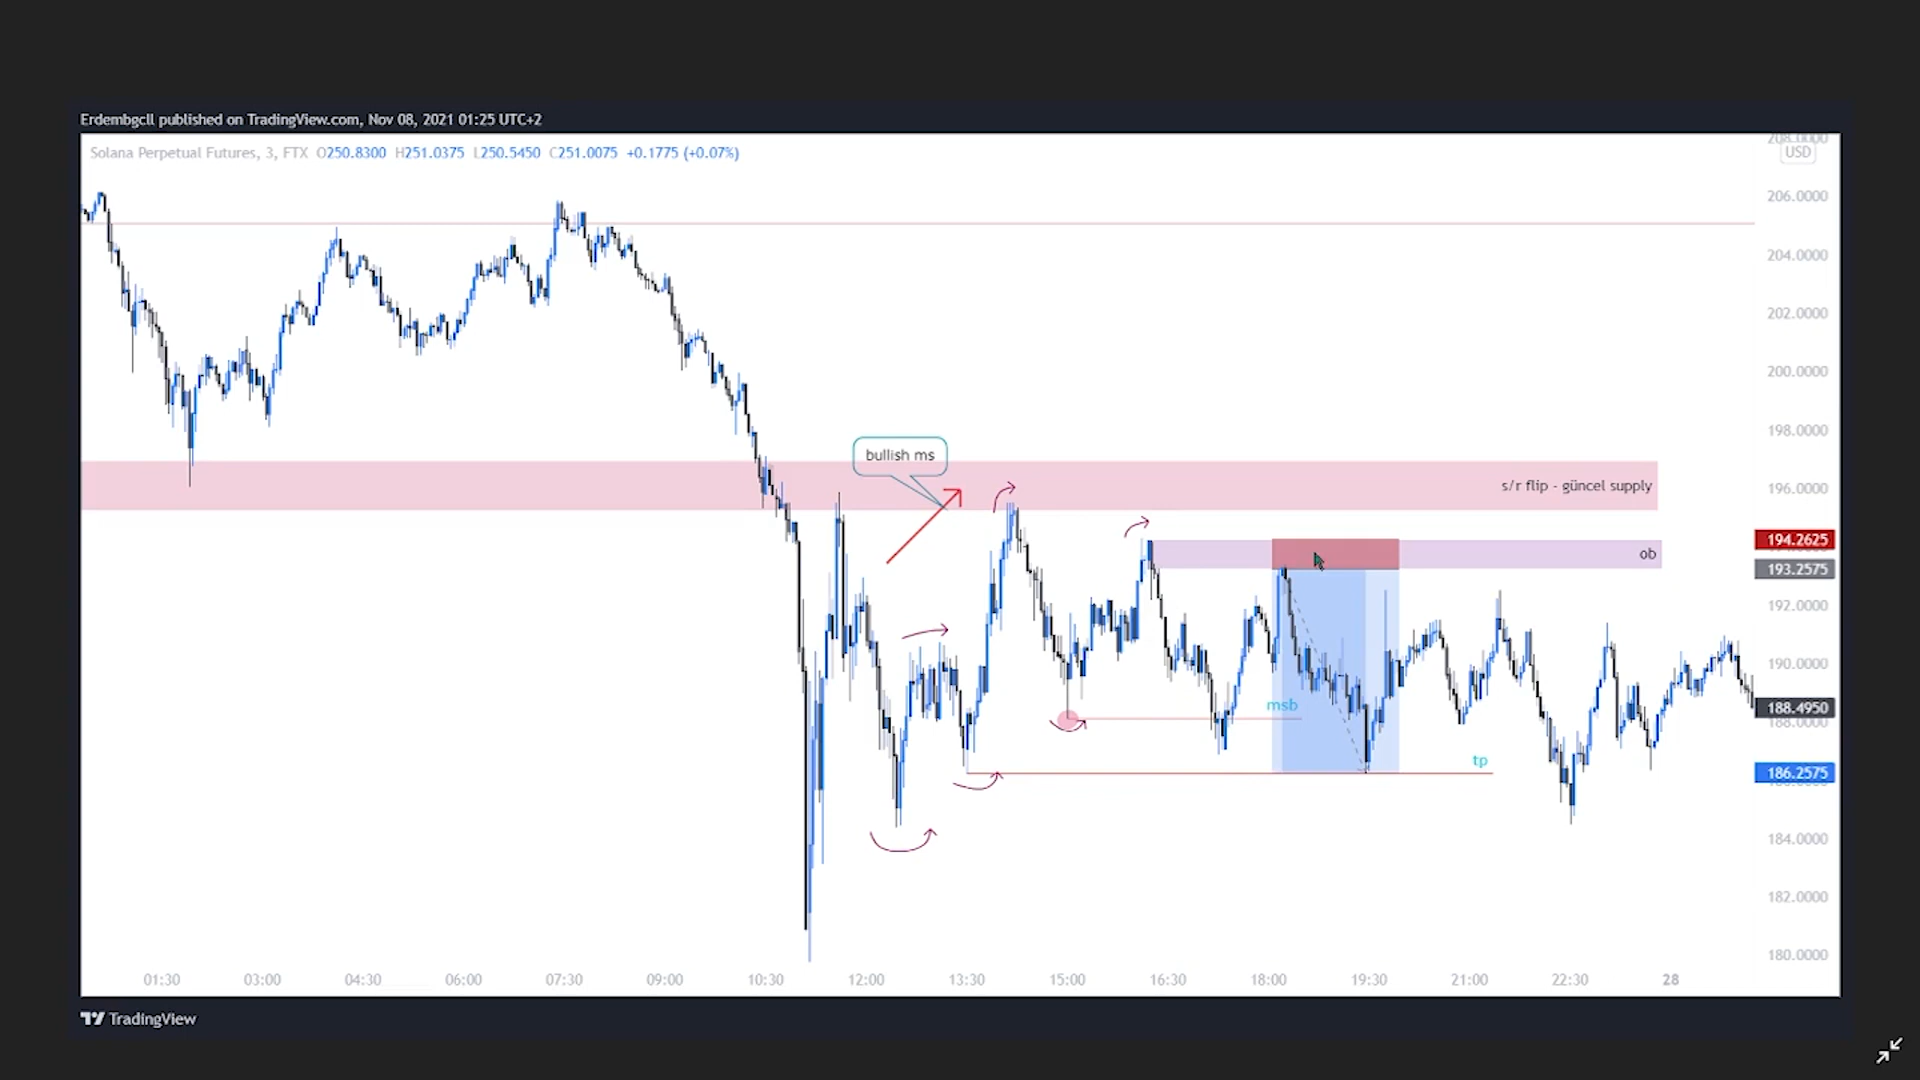 Erdembgcll published on TradingView.com, Nov 08, 2021 01:25 UTC+2
Solana Perpetual Futures, 3, FTX O250.8300 H251.0375 L250.5450 C251.0075 +0.1775 (+0.07%)
208.0000
USD
206.0000
204.0000
202.0000
200.0000
198.0000
bullish ms
s/r flip - güncel supply
196.0000
194.2625
ob
193.2575
192.0000
190.0000
msb
188.4950
188.0000
tp
186.2575
184.0000
182.0000
180.0000
01:30 03:00 04:30 06:00 07:30 09:00 10:30 12:00 13:30 15:00 16:30 18:00 19:30 21:00 22:30 28
TradingView